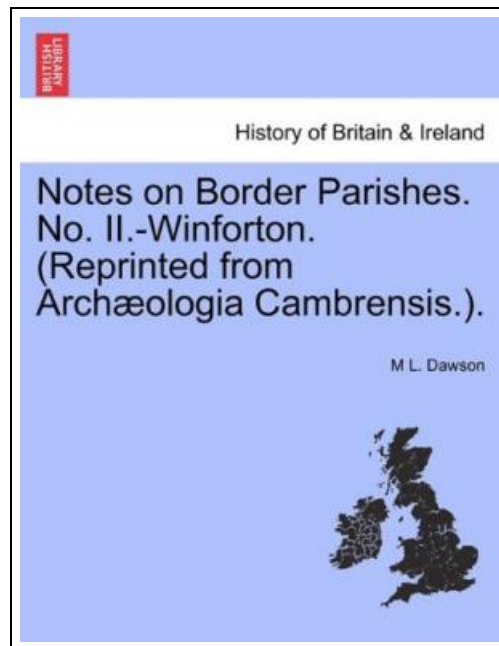 BRITISH
LIBRARY
History of Britain & Ireland
Notes on Border Parishes.
No. II.-Winforton.
(Reprinted from
Archæologia Cambrensis.).
M L. Dawson